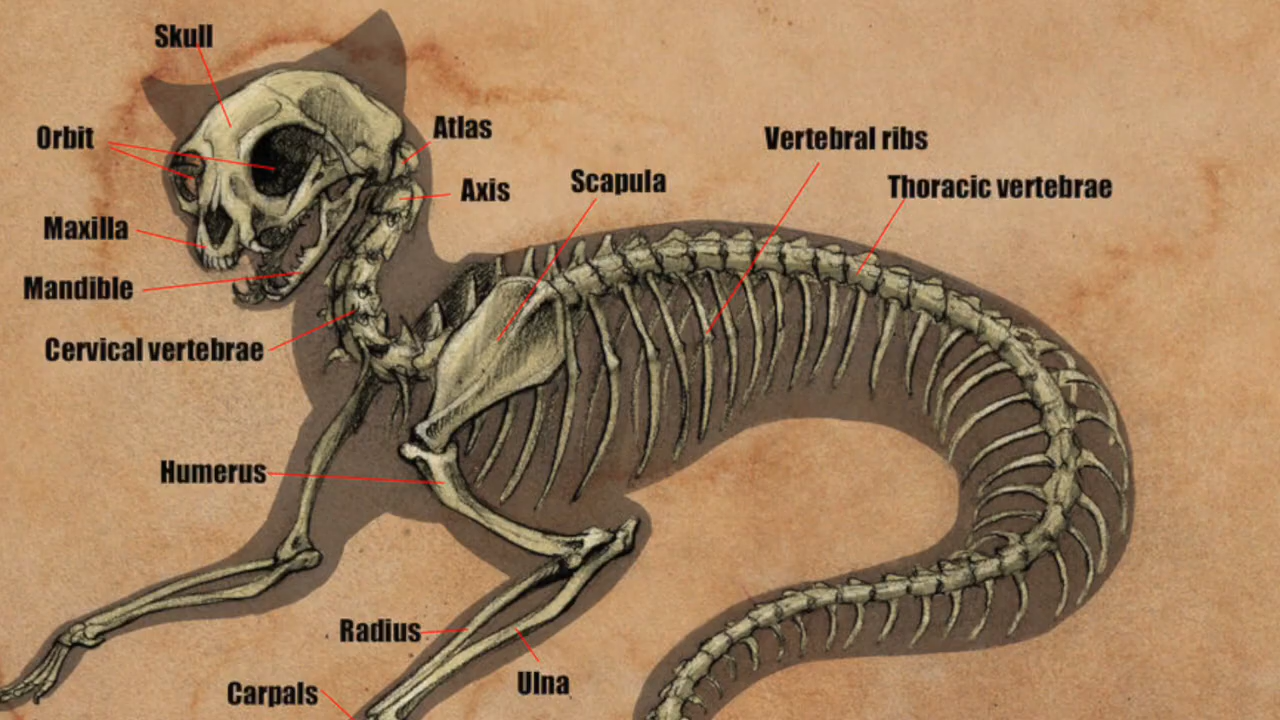 Skull
Orbit
Atlas
Vertebral ribs
Scapula
Axis
Thoracic vertebrae
Maxilla
Mandible
Cervical vertebrae
Humerus
Radius
Ulna
Carpals